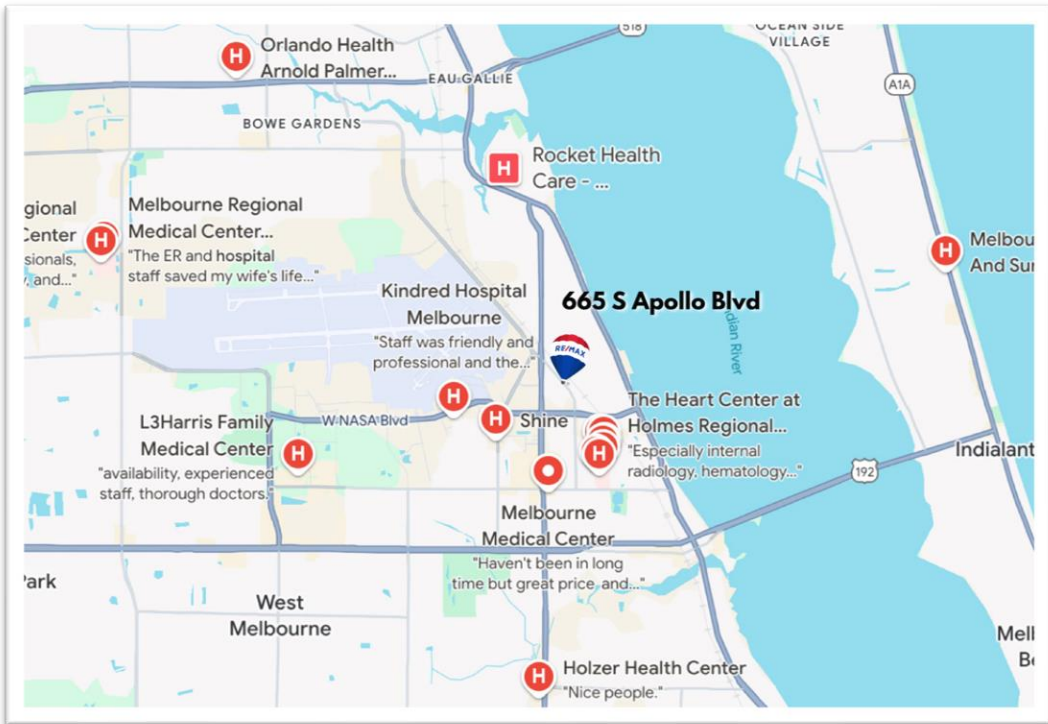 518
OCEAN SIDE
VILLAGE
Orlando Health
Arnold Palmer...
EAU GALLIE
A1A
BOWE GARDENS
Rocket Health
Care - ...
gional
Center
sionals,
and..."
Melbourne Regional
Medical Center...
"The ER and hospital
staff saved my wife's life..."
Melbou
And Sur
Kindred Hospital
Melbourne
"Staff was friendly and
professional and the..."
665 S Apollo Blvd
RE/MAX
Indian River
L3Harris Family
Medical Center
"availability, experienced
staff, thorough doctors."
W NASA Blvd
Shine
The Heart Center at
Holmes Regional...
"Especially internal
radiology, hematology..."
Indialant
192
Melbourne
Medical Center
"Haven't been in long
time but great price and..."
Park
West
Melbourne
Mell
Be
Holzer Health Center
"Nice people."
H
H
H
H
H
H
H
H
H